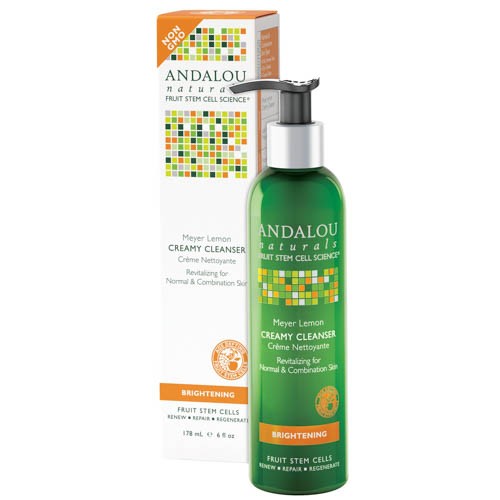 NON
GMO
ANDALOU
naturals
FRUIT STEM CELL SCIENCE®
Meyer Lemon
CREAMY CLEANSER
Crème Nettoyante
Revitalizing for
Normal & Combination Skin
BRIGHTENING
FRUIT STEM CELLS
RENEW ● REPAIR ● REGENERATE
178 mL ℮ 6 fl oz
ANDALOU
naturals
FRUIT STEM CELL SCIENCE®
Meyer Lemon
CREAMY CLEANSER
Crème Nettoyante
Revitalizing for
Normal & Combination Skin
BRIGHTENING
FRUIT STEM CELLS
RENEW ● REPAIR ● REGENERATE